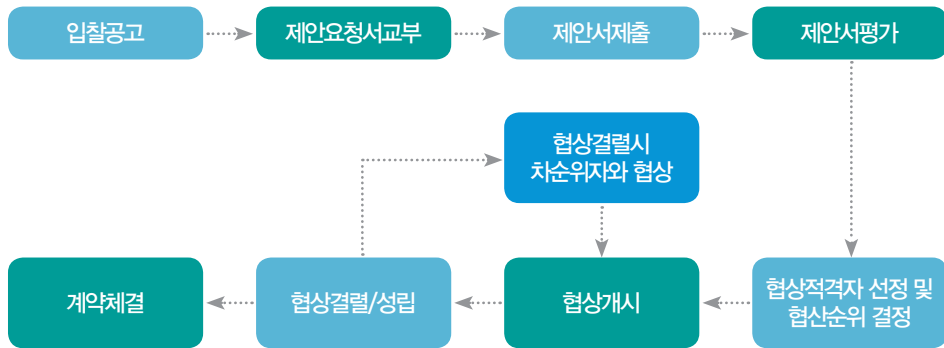 입찰공고
제안요청서교부
제안서제출
제안서평가
협상결렬시
차순위자와 협상
계약체결
협상결렬/성립
협상개시
협상적격자 선정 및
협산순위 결정